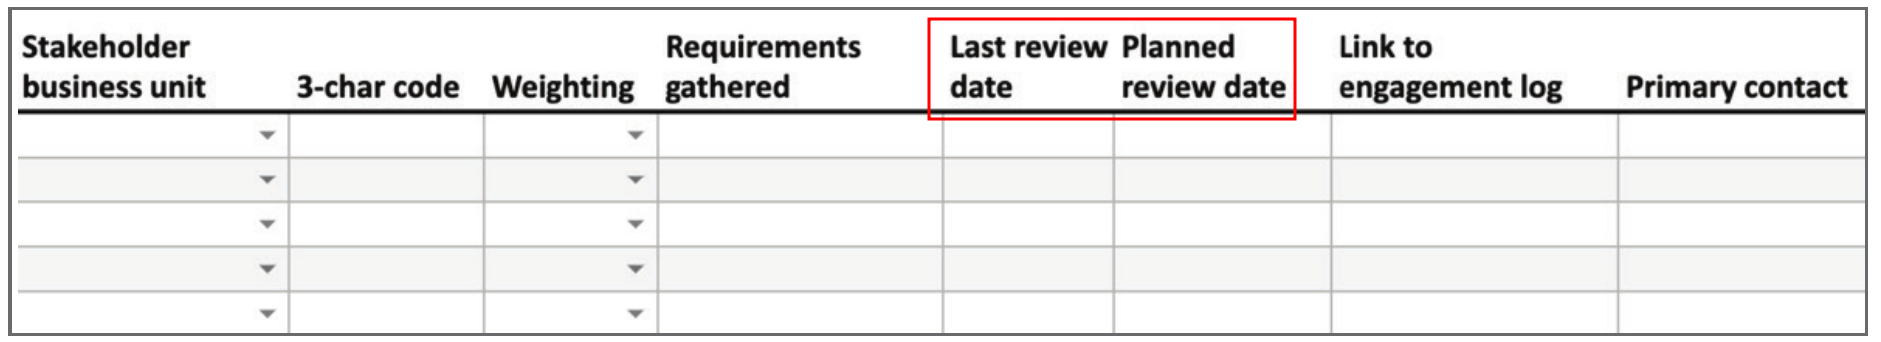 Stakeholder
business unit
3-char code
Weighting
Requirements
gathered
Last review
date
Planned
review date
Link to
engagement log
Primary contact